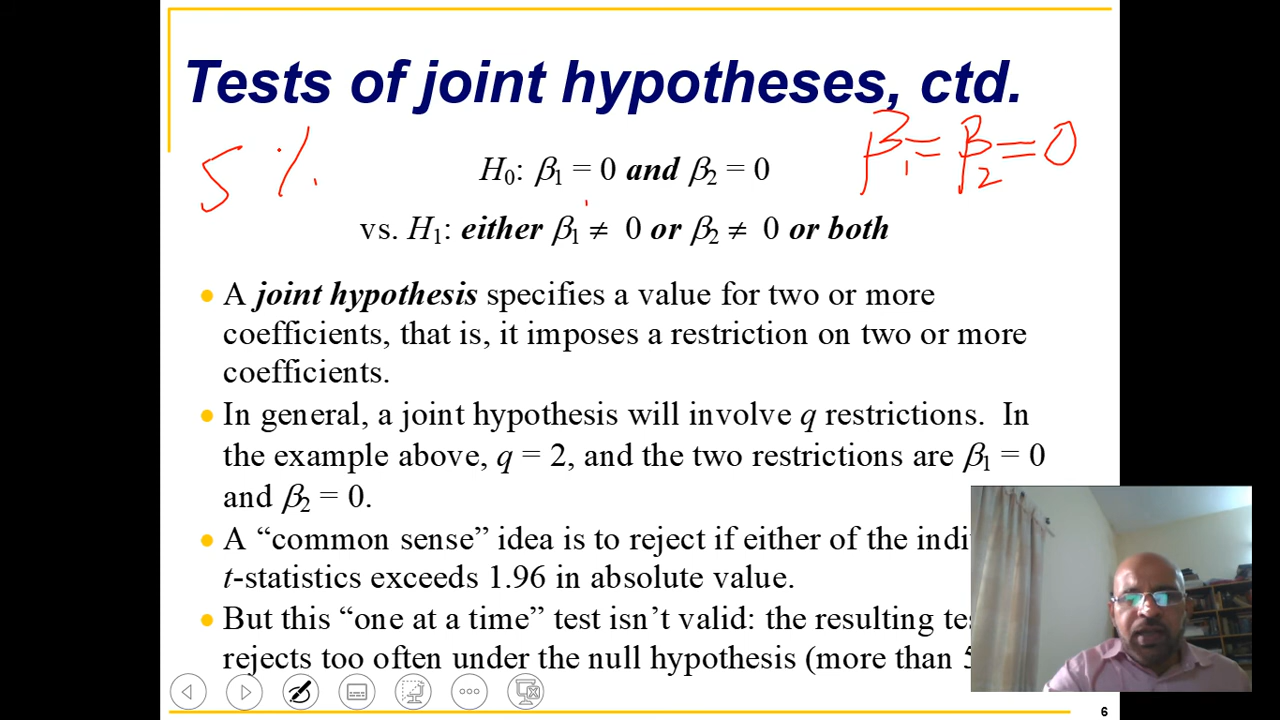 Tests of joint hypotheses, ctd.
5 %
β₁ = β₂ = 0
H₀: β₁ = 0 and β₂ = 0
vs. H₁: either β₁ ≠ 0 or β₂ ≠ 0 or both
• A joint hypothesis specifies a value for two or more
coefficients, that is, it imposes a restriction on two or more
coefficients.
• In general, a joint hypothesis will involve q restrictions. In
the example above, q = 2, and the two restrictions are β₁ = 0
and β₂ = 0.
• A “common sense” idea is to reject if either of the
t-statistics exceeds 1.96 in absolute value.
• But this “one at a time” test isn’t valid: the resulting
rejects too often under the null hypothesis (more than
6